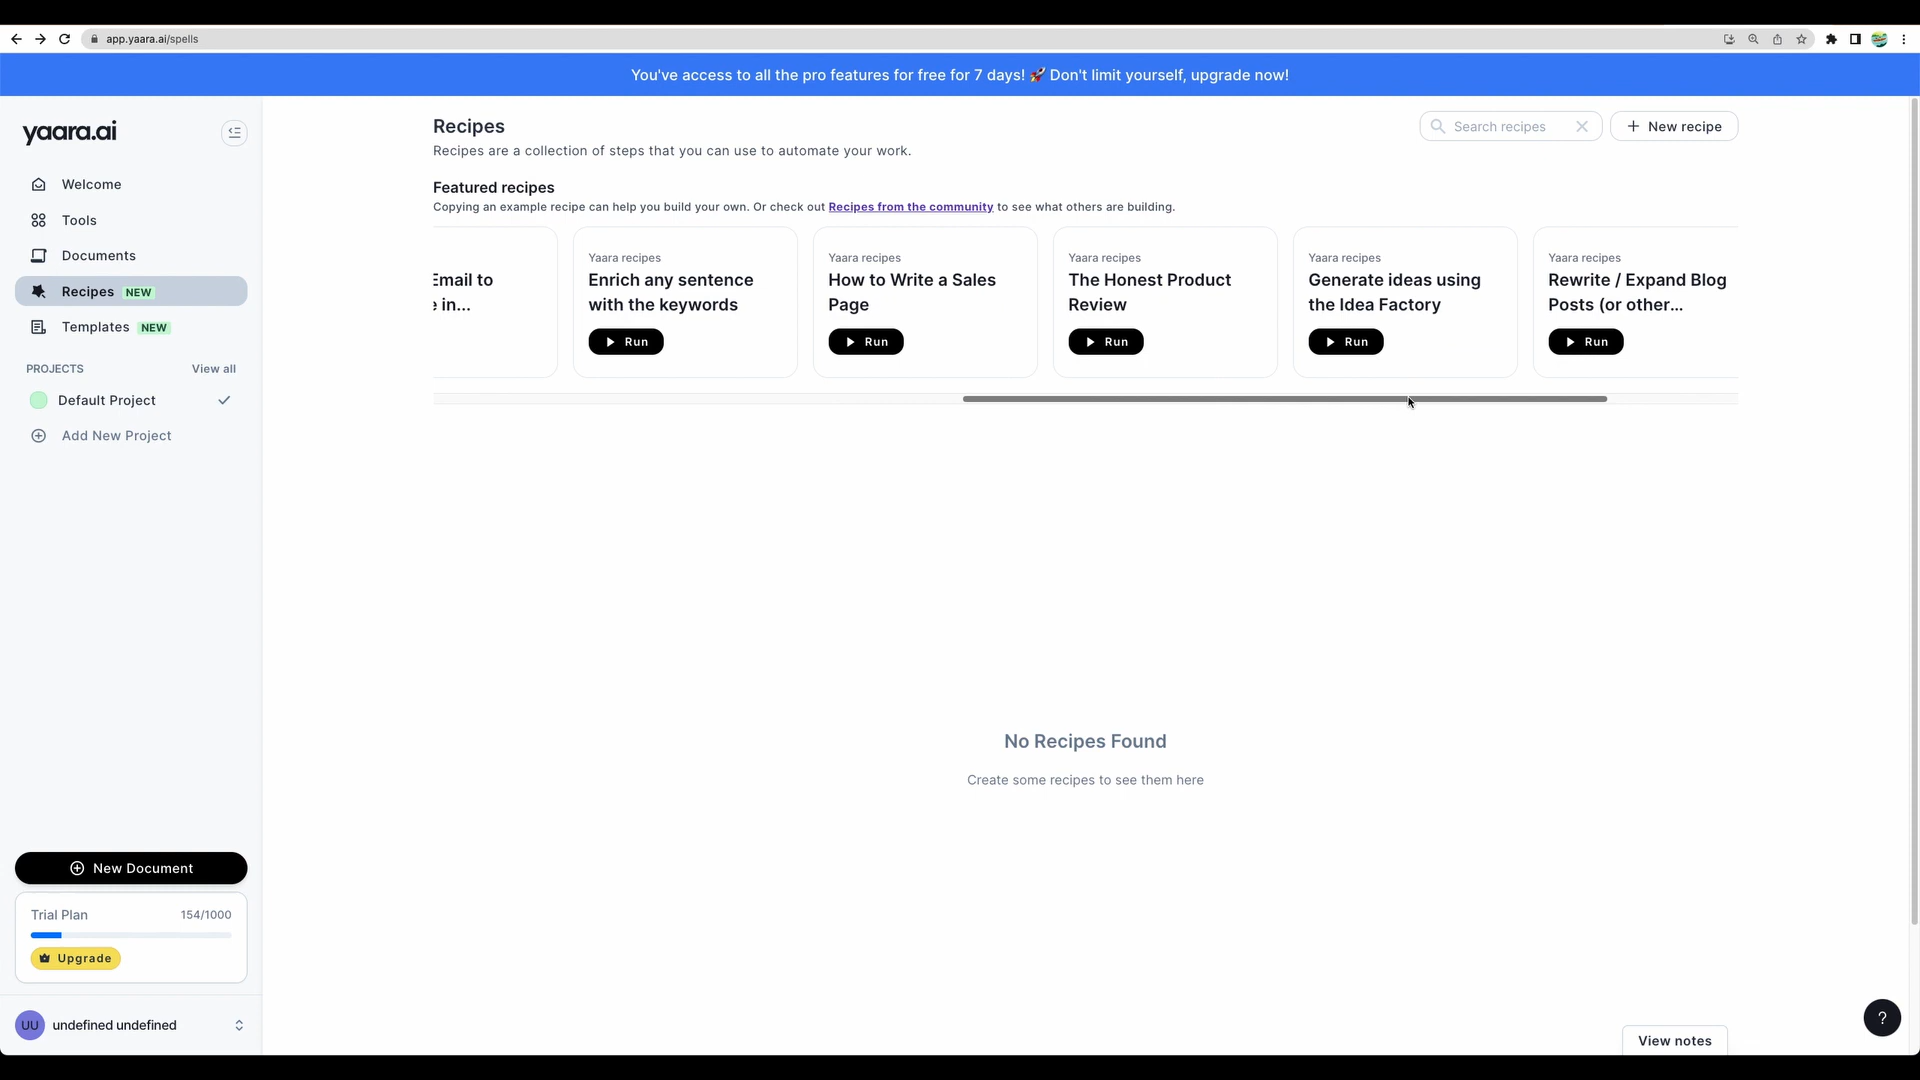 app.yaara.ai/spells
You've access to all the pro features for free for 7 days! 🚀 Don't limit yourself, upgrade now!
yaara.ai
Welcome
Tools
Documents
Recipes NEW
Templates NEW
PROJECTS View all
Default Project
Add New Project
New Document
Trial Plan 154/1000
Upgrade
UU undefined undefined
Recipes
Recipes are a collection of steps that you can use to automate your work.
Search recipes
+ New recipe
Featured recipes
Copying an example recipe can help you build your own. Or check out Recipes from the community to see what others are building.
Email to
e in...
Yaara recipes
Enrich any sentence
with the keywords
Run
Yaara recipes
How to Write a Sales
Page
Run
Yaara recipes
The Honest Product
Review
Run
Yaara recipes
Generate ideas using
the Idea Factory
Run
Yaara recipes
Rewrite / Expand Blog
Posts (or other...
Run
No Recipes Found
Create some recipes to see them here
?
View notes